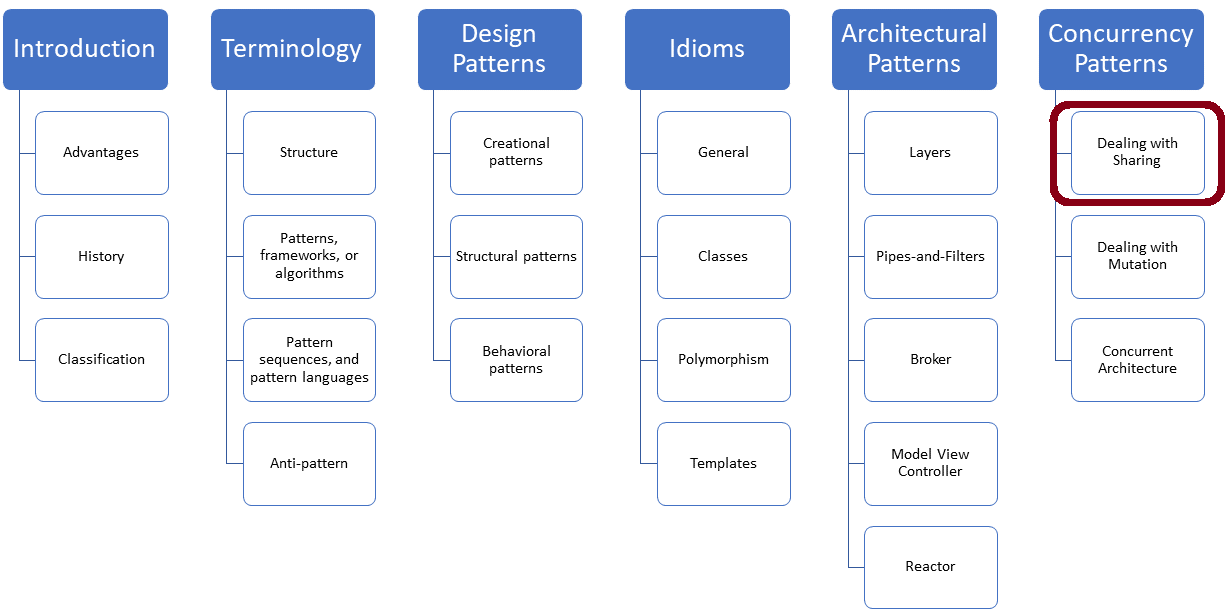 Introduction
Advantages
History
Classification
Terminology
Structure
Patterns,
frameworks, or
algorithms
Pattern
sequences, and
pattern languages
Anti-pattern
Design
Patterns
Creational
patterns
Structural patterns
Behavioral
patterns
Idioms
General
Classes
Polymorphism
Templates
Architectural
Patterns
Layers
Pipes-and-Filters
Broker
Model View
Controller
Reactor
Concurrency
Patterns
Dealing with
Sharing
Dealing with
Mutation
Concurrent
Architecture